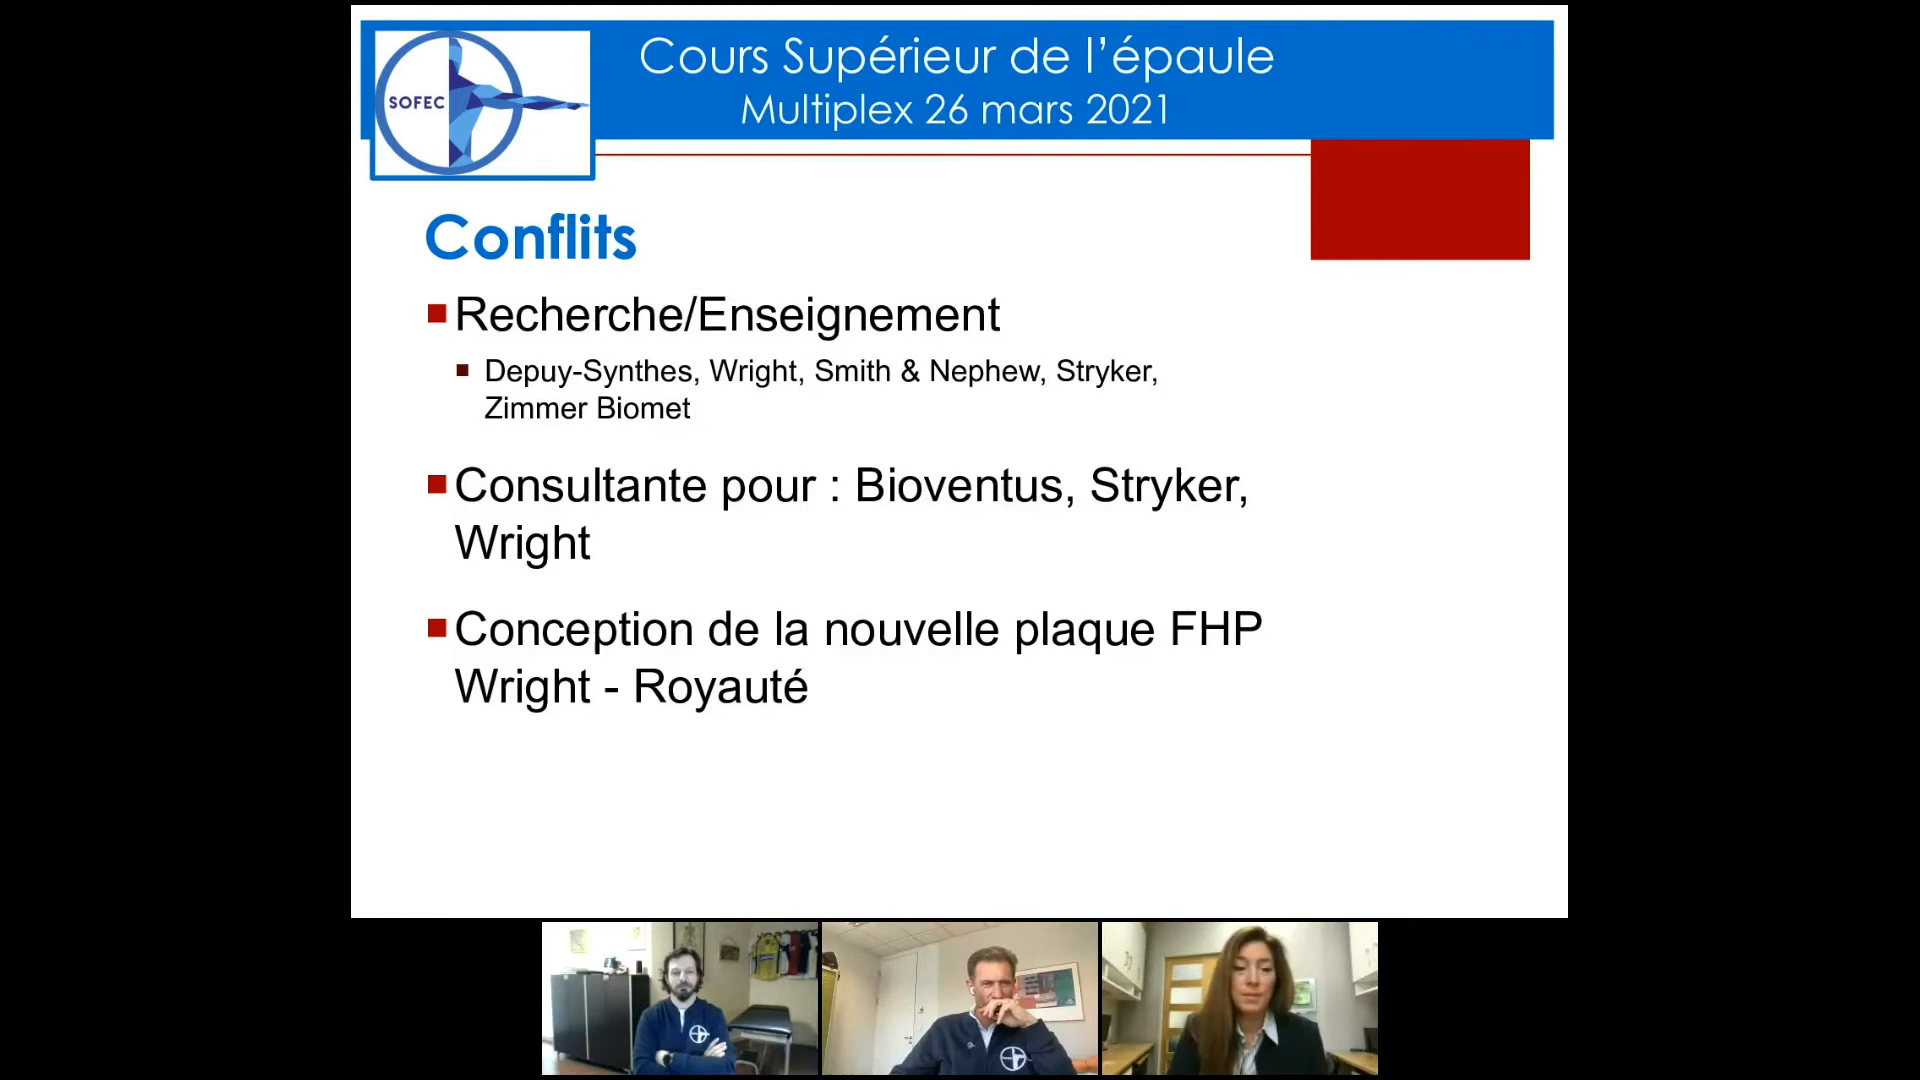 SOFEC
Cours Supérieur de l’épaule
Multiplex 26 mars 2021
Conflits
Recherche/Enseignement
Depuy-Synthes, Wright, Smith & Nephew, Stryker,
Zimmer Biomet
Consultante pour : Bioventus, Stryker,
Wright
Conception de la nouvelle plaque FHP
Wright - Royauté